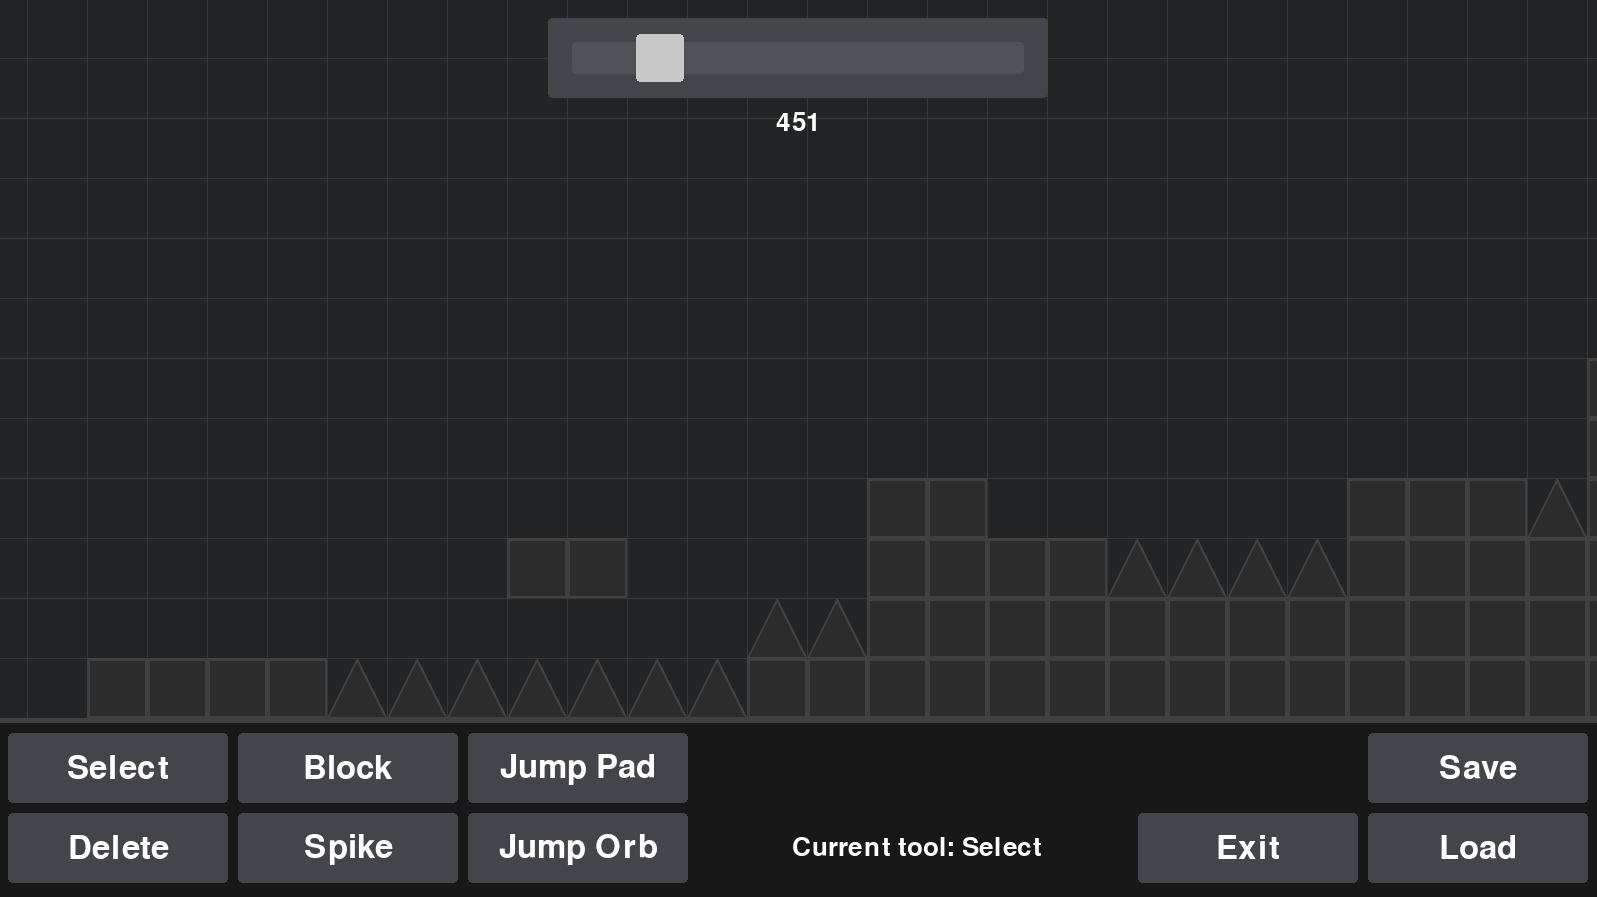 451
Select
Block
Jump Pad
Save
Delete
Spike
Jump Orb
Current tool: Select
Exit
Load